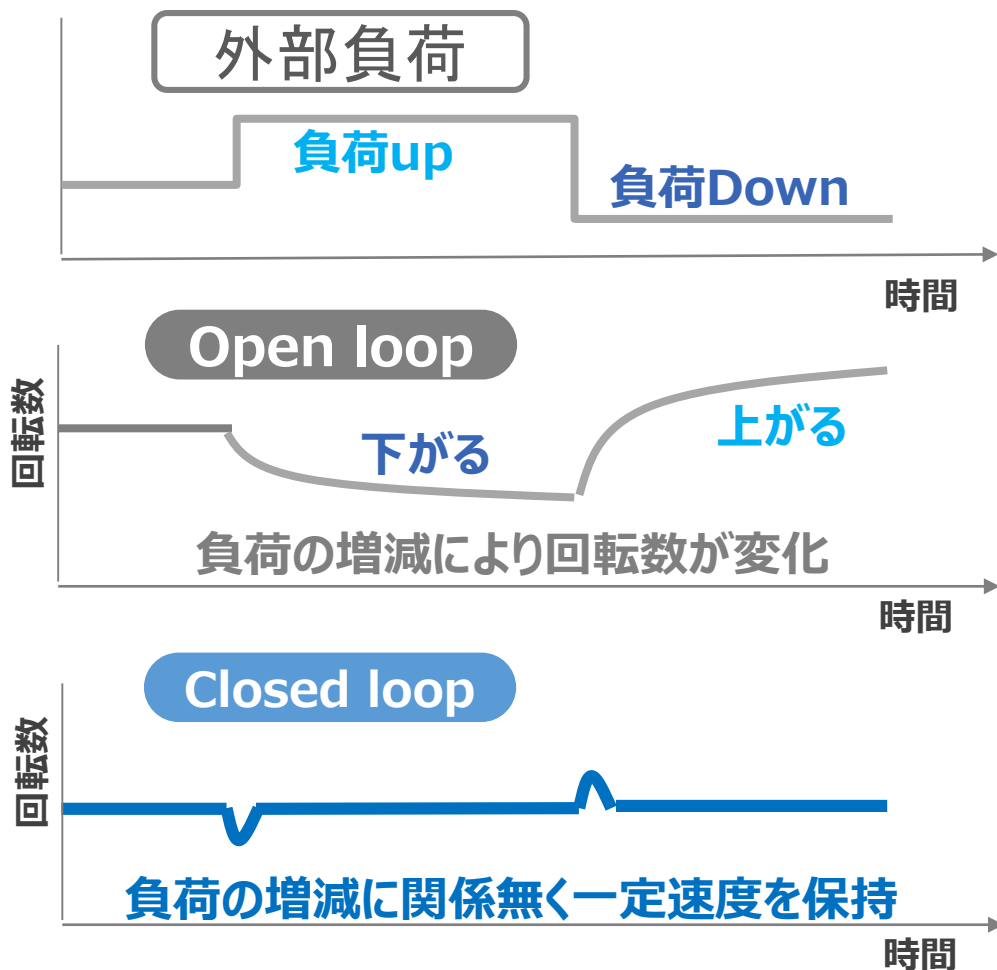 外部負荷
負荷up
負荷Down
時間
Open loop
回転数
下がる
上がる
負荷の増減により回転数が変化
時間
Closed loop
回転数
負荷の増減に関係無く一定速度を保持
時間